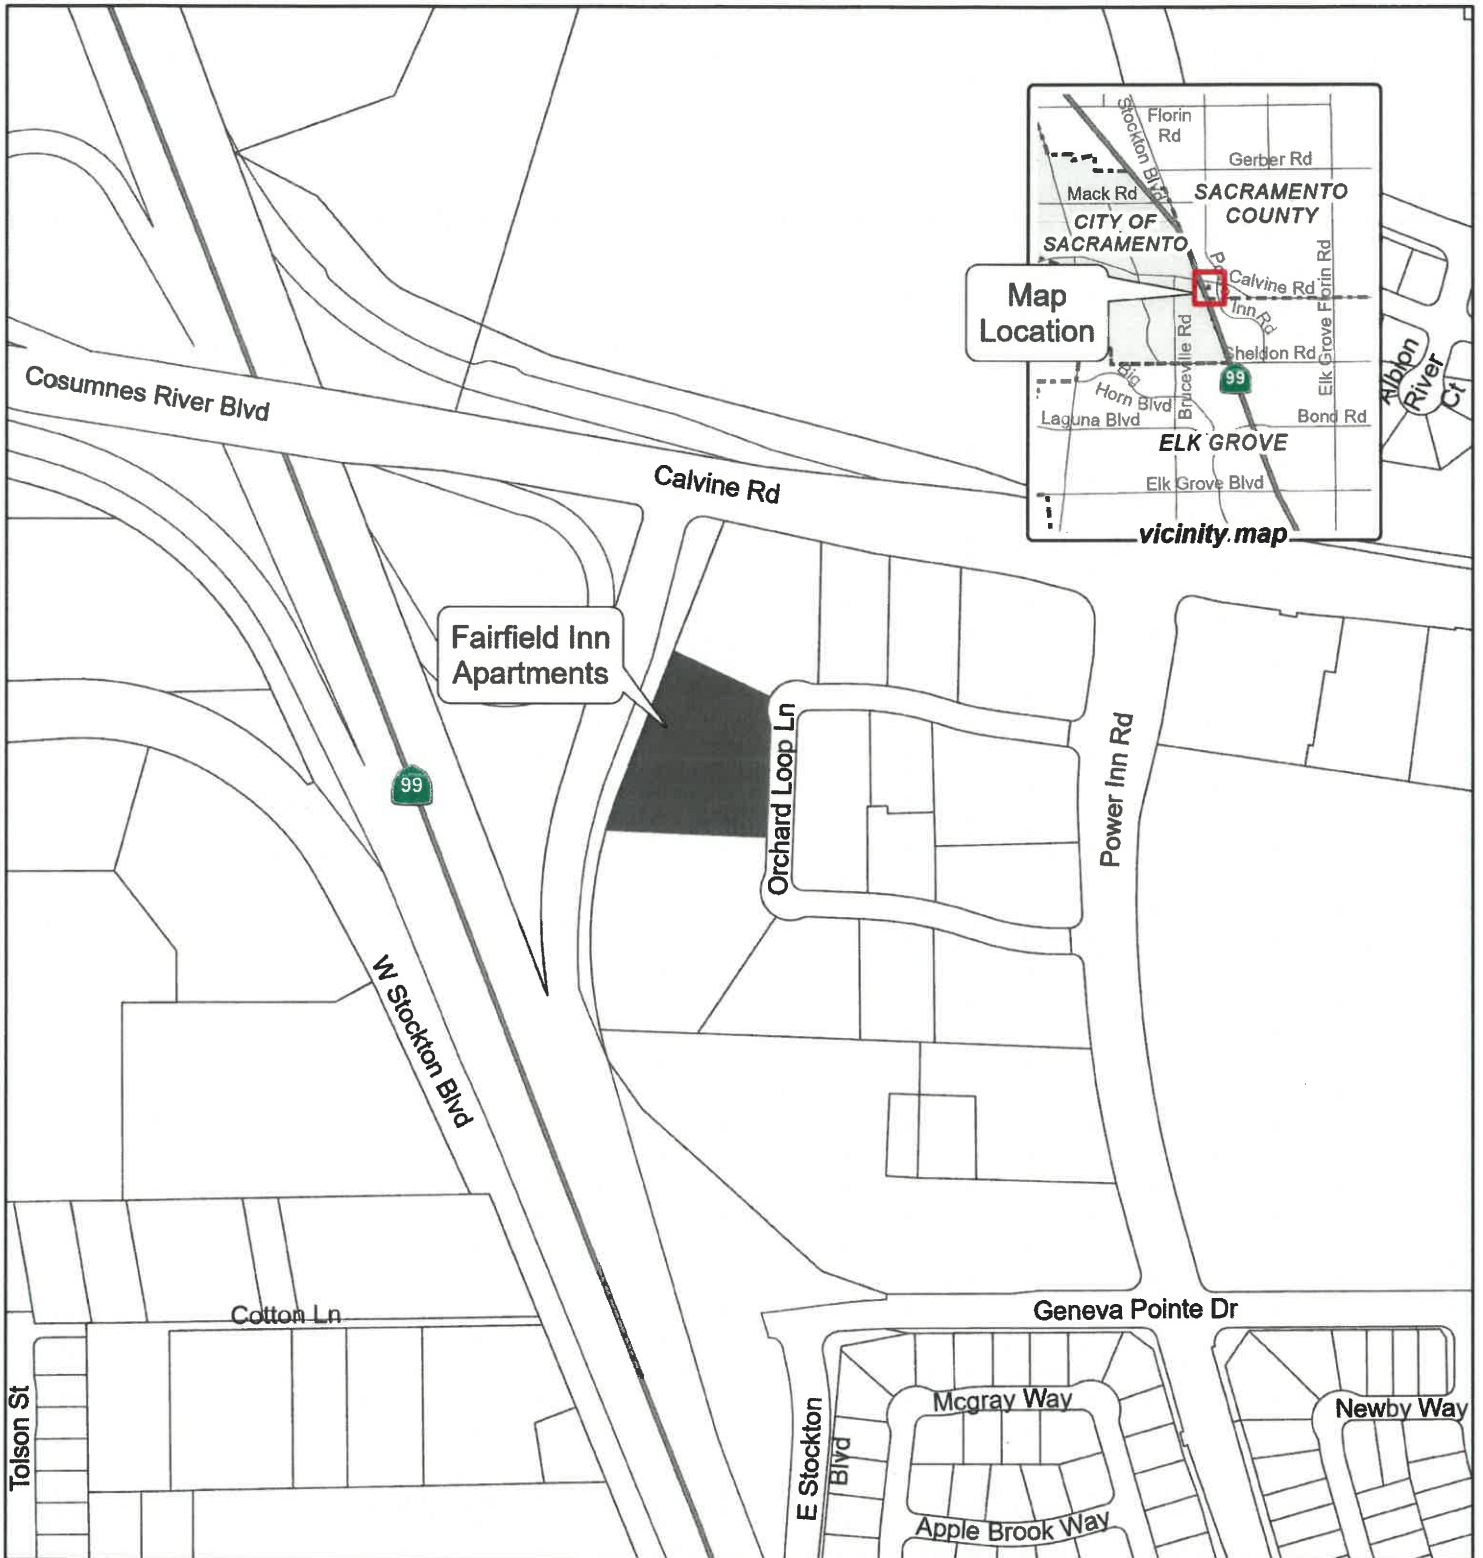 Florin
Rd
Stockton Blvd
Gerber Rd
Mack Rd
SACRAMENTO
COUNTY
CITY OF
SACRAMENTO
Calvine Rd
Inn Rd
Elk Grove Florin Rd
Map
Location
Bruceville Rd
Sheldon Rd
99
Big
Horn Blvd
Laguna Blvd
Bond Rd
ELK GROVE
Elk Grove Blvd
vicinity map
Albion
River
Ct
Cosumnes River Blvd
Calvine Rd
Fairfield Inn
Apartments
Orchard Loop Ln
Power Inn Rd
99
W Stockton Blvd
Cotton Ln
Geneva Pointe Dr
Tolson St
E Stockton
Blvd
Mcgray Way
Newby Way
Apple Brook Way